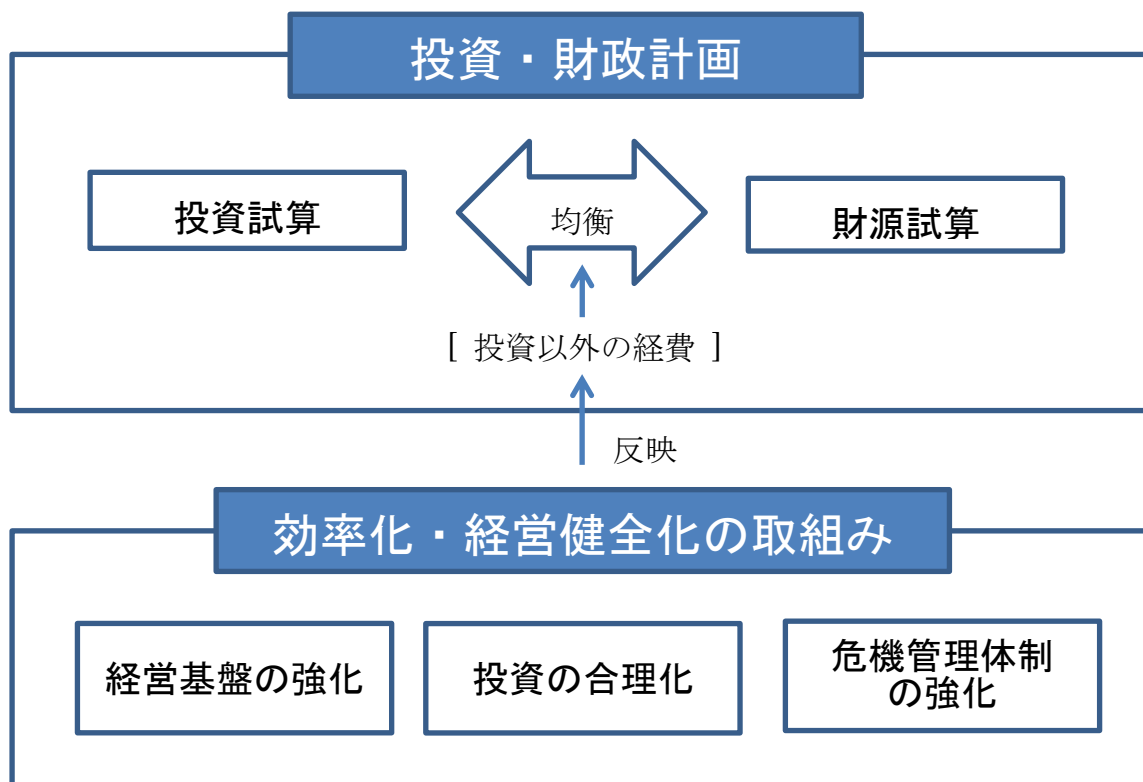 投資・財政計画
投資試算
均衡
財源試算
[ 投資以外の経費 ]
反映
効率化・経営健全化の取組み
経営基盤の強化
投資の合理化
危機管理体制
の強化